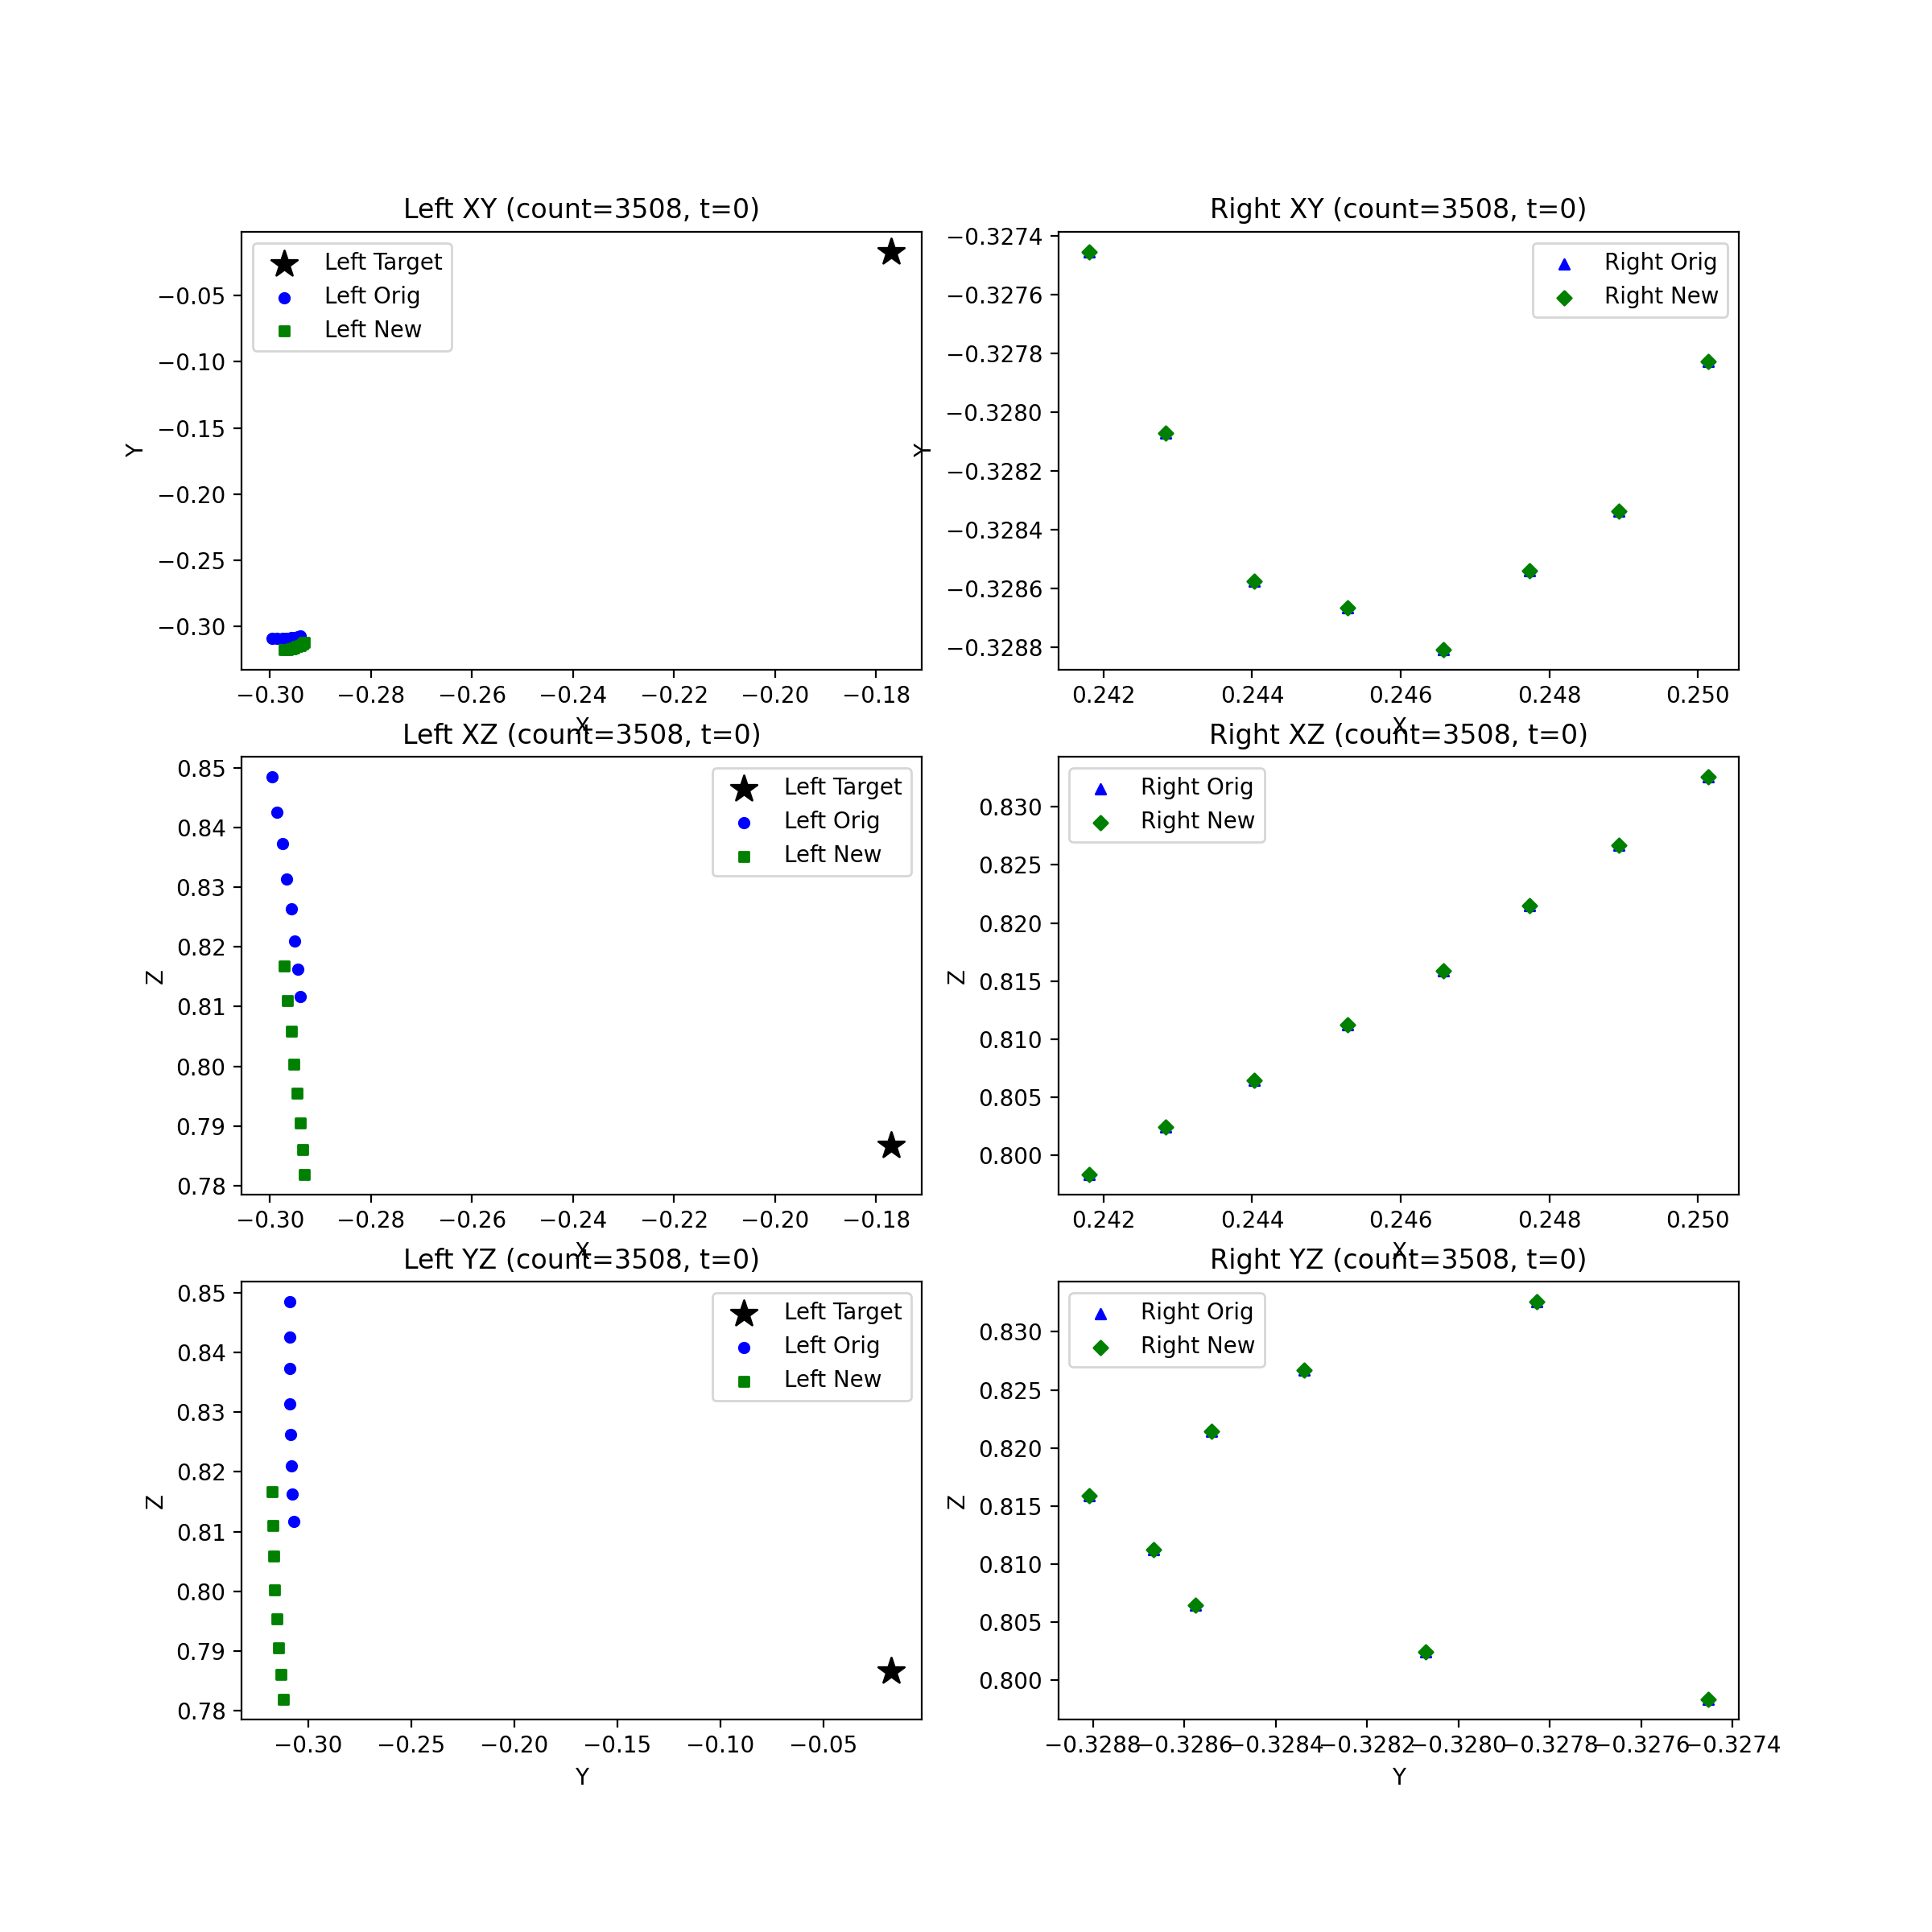 Left XY (count=3508, t=0)
Left Target
Left Orig
Left New
Y
−0.05
−0.10
−0.15
−0.20
−0.25
−0.30
−0.30 −0.28 −0.26 −0.24 −0.22 −0.20 −0.18
X
Right XY (count=3508, t=0)
Right Orig
Right New
Y
−0.3274
−0.3276
−0.3278
−0.3280
−0.3282
−0.3284
−0.3286
−0.3288
0.242 0.244 0.246 0.248 0.250
X
Left XZ (count=3508, t=0)
Left Target
Left Orig
Left New
Z
0.85
0.84
0.83
0.82
0.81
0.80
0.79
0.78
−0.30 −0.28 −0.26 −0.24 −0.22 −0.20 −0.18
X
Right XZ (count=3508, t=0)
Right Orig
Right New
Z
0.830
0.825
0.820
0.815
0.810
0.805
0.800
0.242 0.244 0.246 0.248 0.250
X
Left YZ (count=3508, t=0)
Left Target
Left Orig
Left New
Z
0.85
0.84
0.83
0.82
0.81
0.80
0.79
0.78
−0.30 −0.25 −0.20 −0.15 −0.10 −0.05
Y
Right YZ (count=3508, t=0)
Right Orig
Right New
Z
0.830
0.825
0.820
0.815
0.810
0.805
0.800
−0.3288 −0.3286 −0.3284 −0.3282 −0.3280 −0.3278 −0.3276 −0.3274
Y